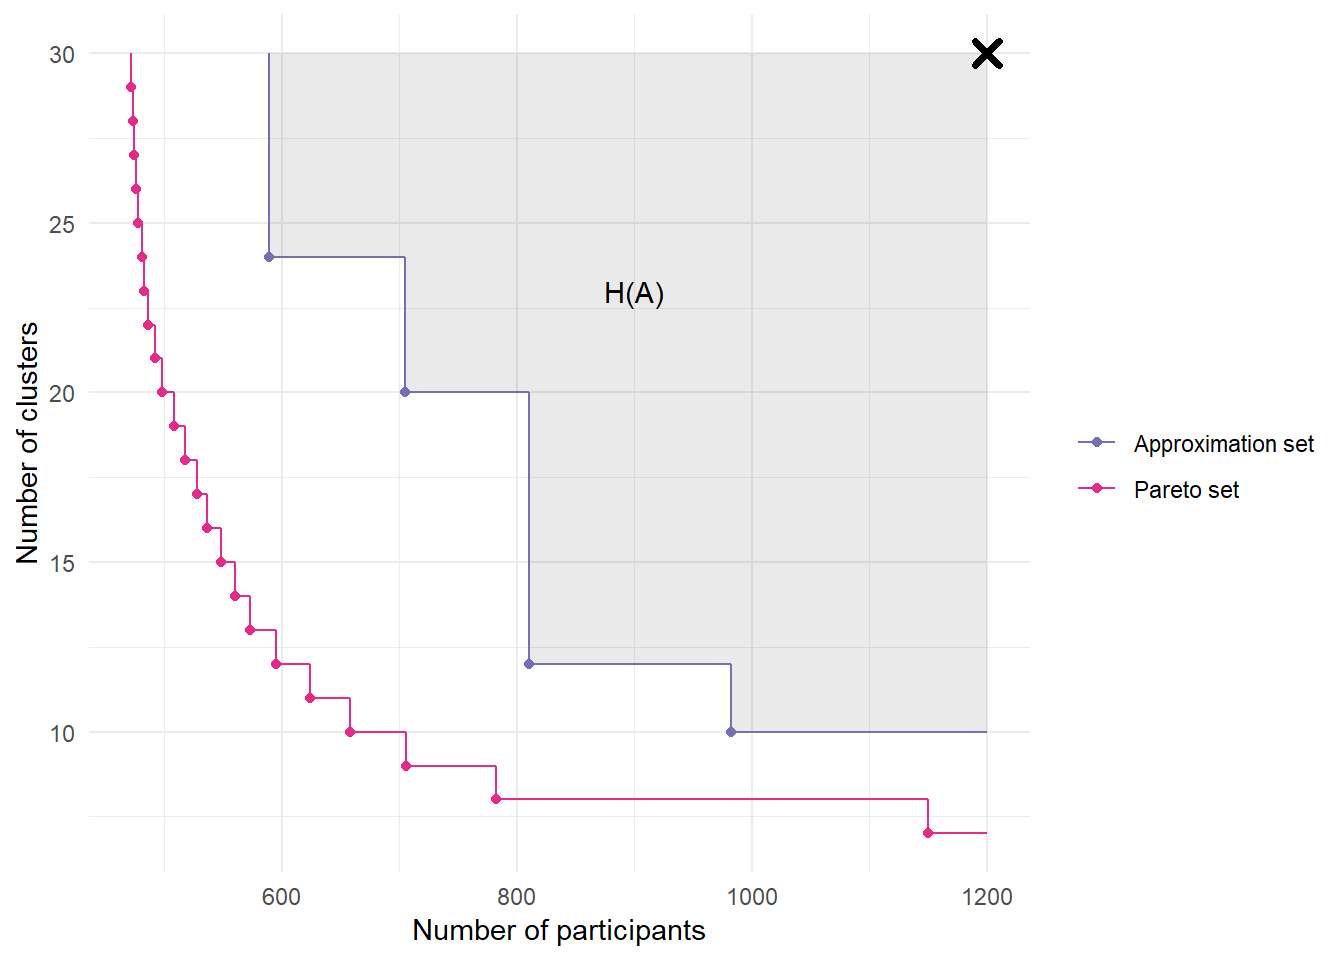 30
25
20
15
10
Number of clusters
H(A)
600 800 1000 1200
Number of participants
Approximation set
Pareto set